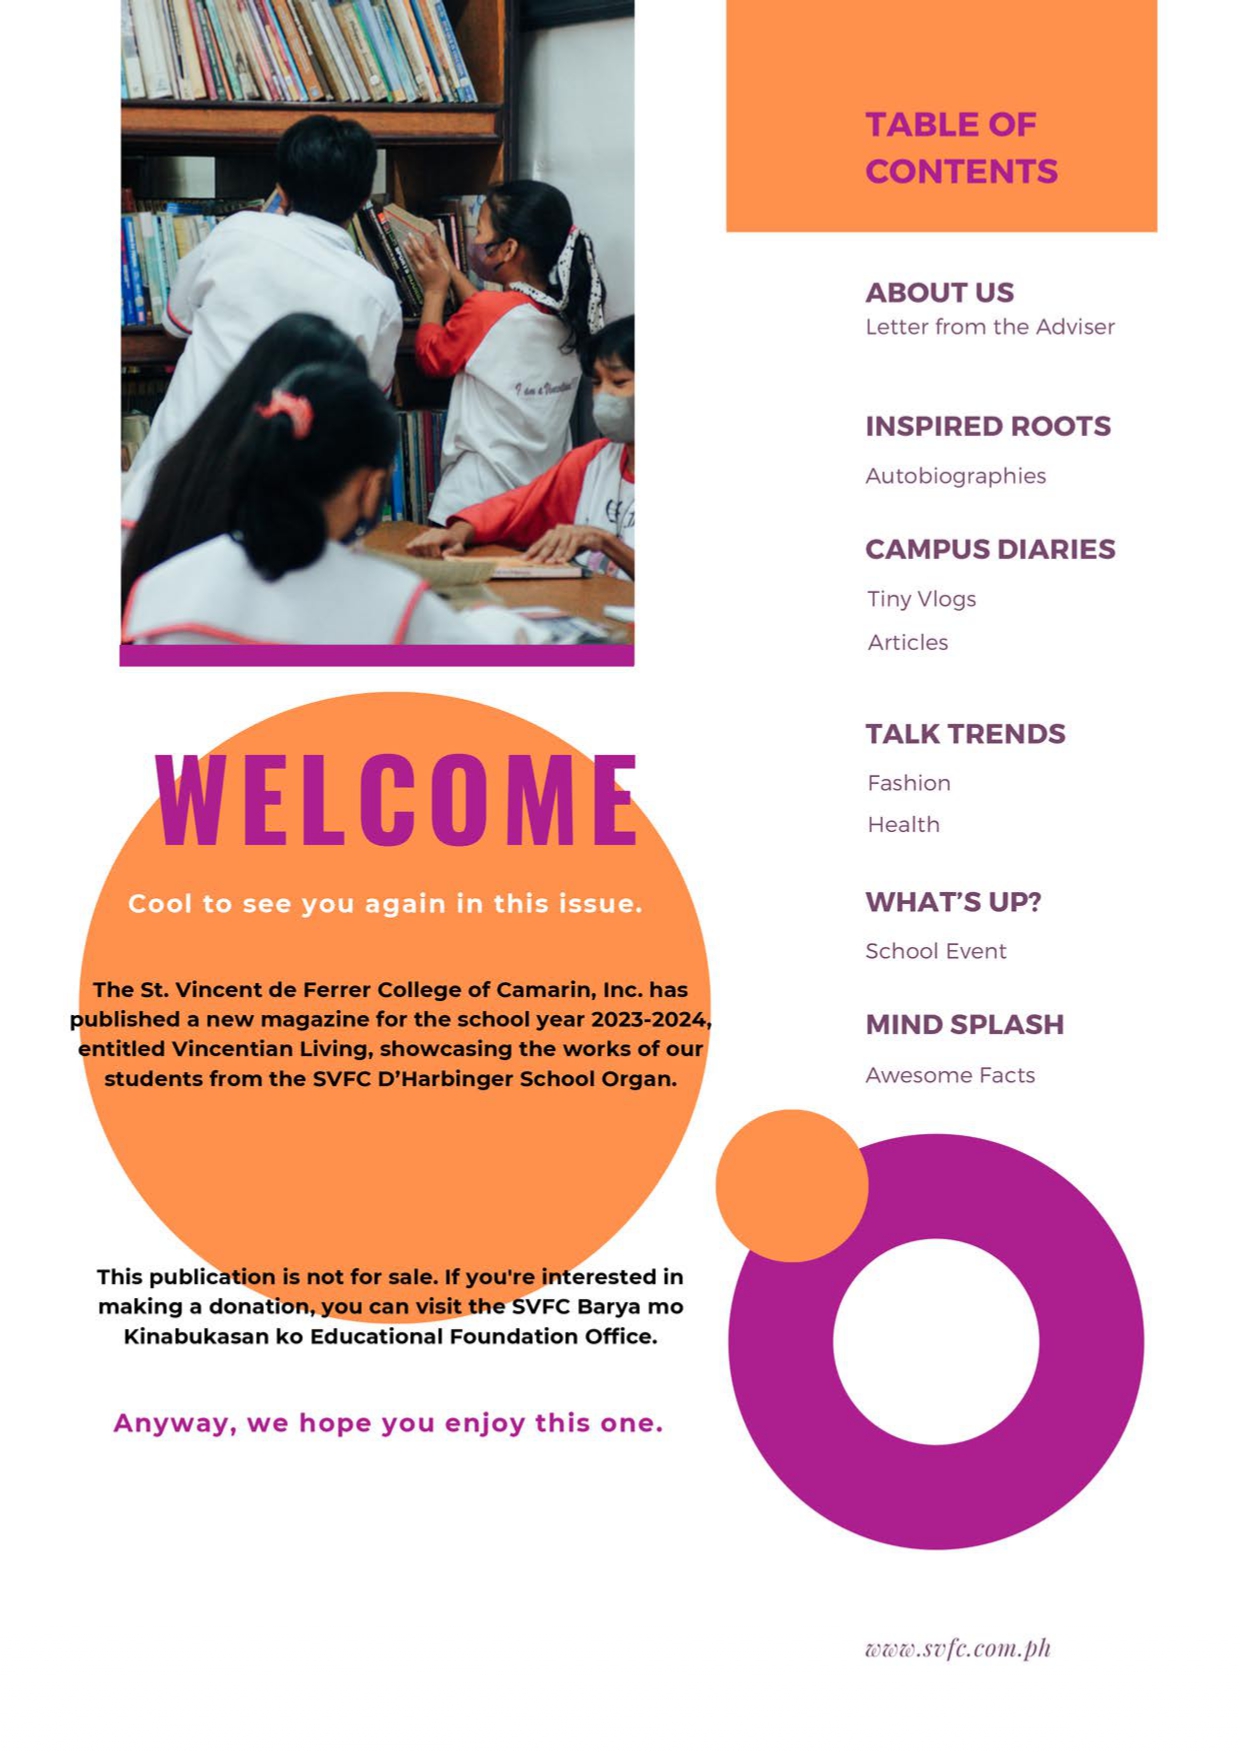 I am a Vincentian
WELCOME
Cool to see you again in this issue.
The St. Vincent de Ferrer College of Camarin, Inc. has
published a new magazine for the school year 2023-2024,
entitled Vincentian Living, showcasing the works of our
students from the SVFC D'Harbinger School Organ.
This publication is not for sale. If you're interested in
making a donation, you can visit the SVFC Barya mo
Kinabukasan ko Educational Foundation Office.
Anyway, we hope you enjoy this one.
TABLE OF
CONTENTS
ABOUT US
Letter from the Adviser
INSPIRED ROOTS
Autobiographies
CAMPUS DIARIES
Tiny Vlogs
Articles
TALK TRENDS
Fashion
Health
WHAT'S UP?
School Event
MIND SPLASH
Awesome Facts
www.svfc.com.ph